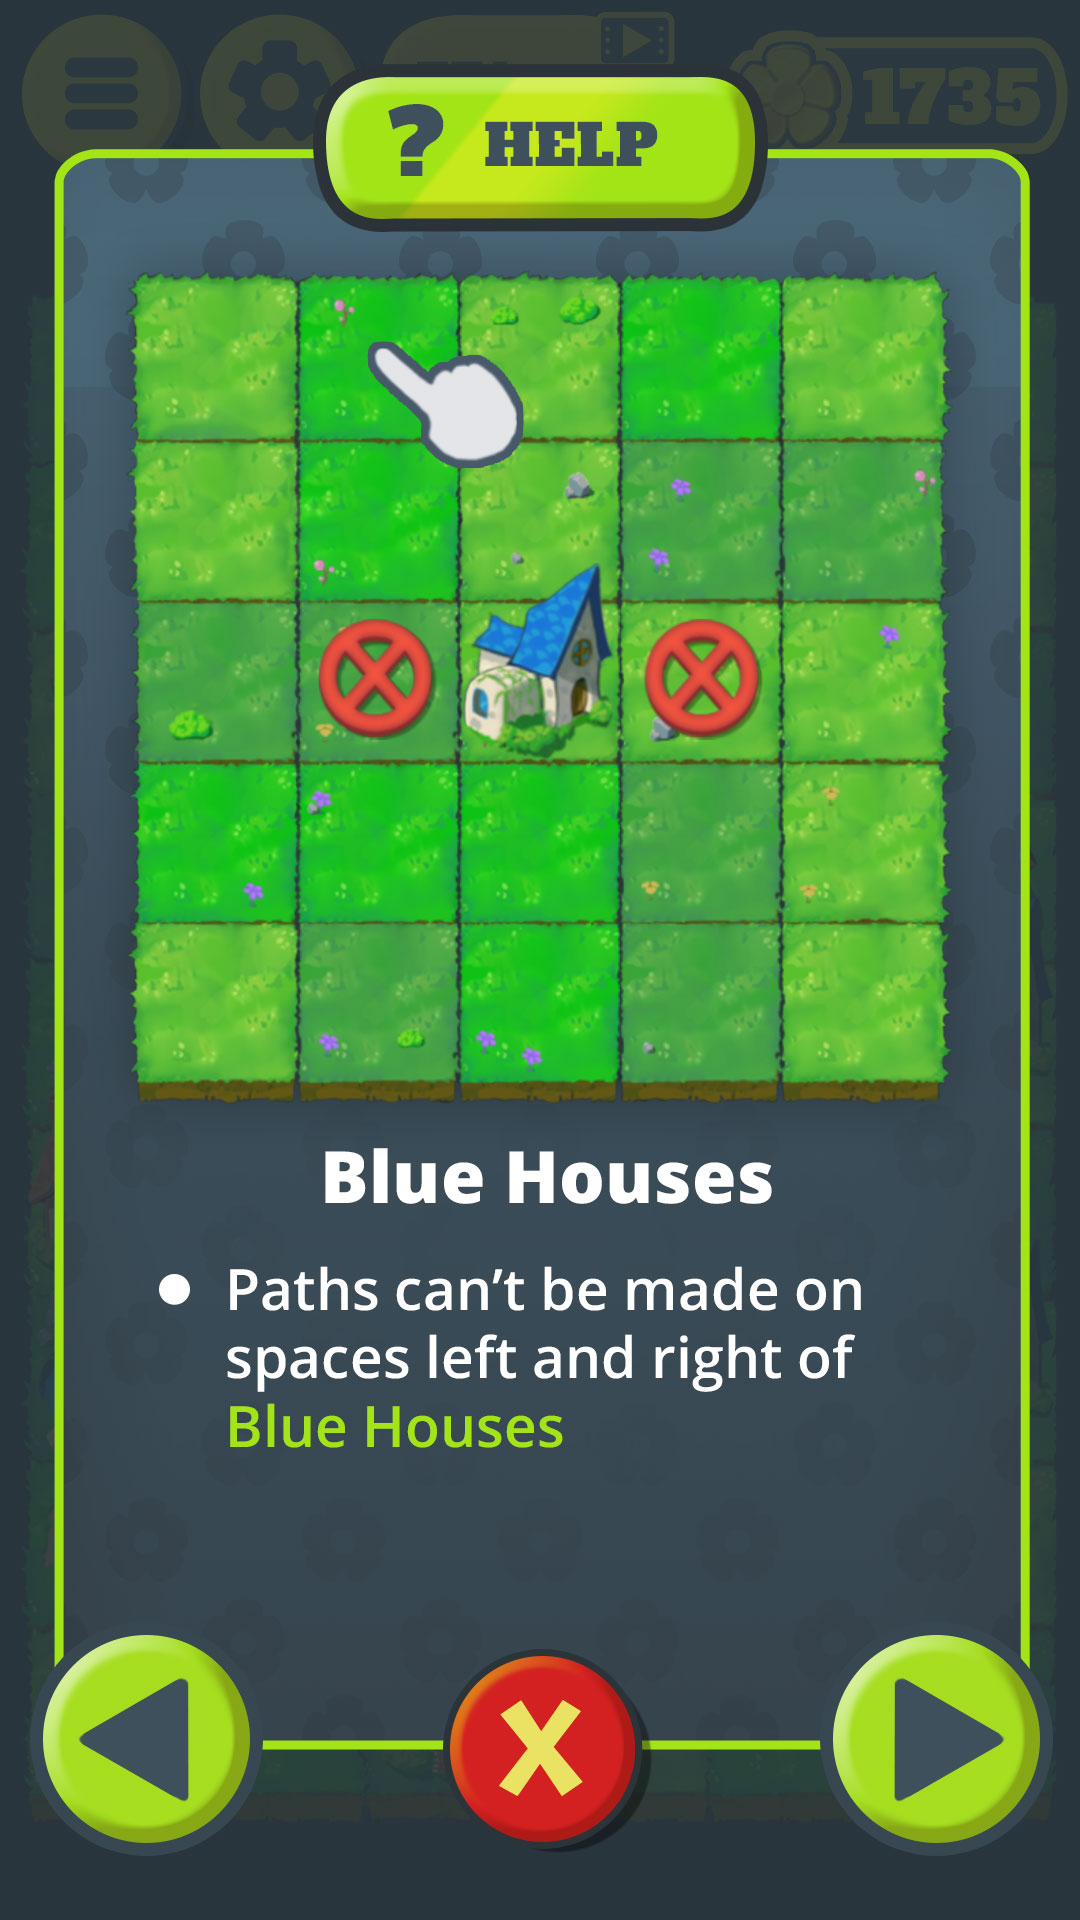 1735
? HELP
Blue Houses
● Paths can’t be made on
spaces left and right of
Blue Houses